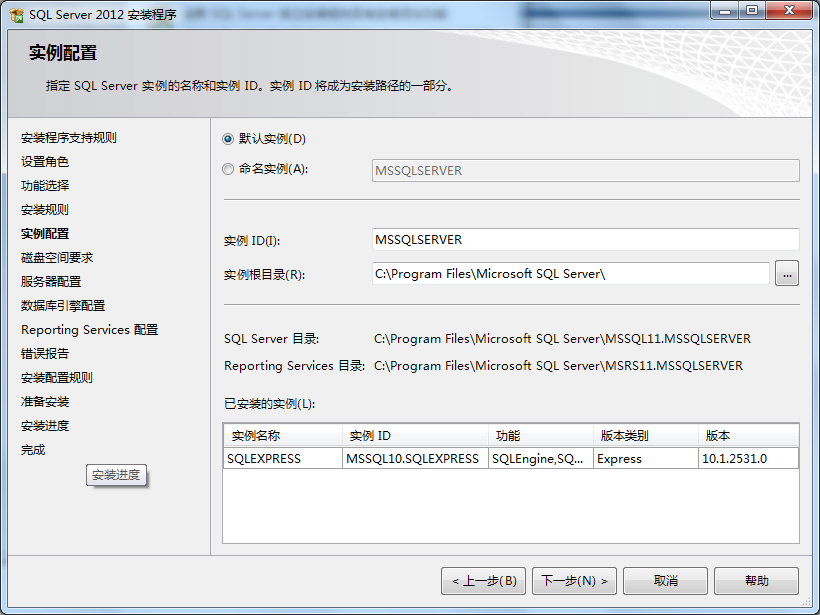 SQL Server 2012 安装程序
实例配置
指定 SQL Server 实例的名称和实例 ID。实例 ID 将成为安装路径的一部分。
安装程序支持规则
设置角色
功能选择
安装规则
实例配置
磁盘空间要求
服务器配置
数据库引擎配置
Reporting Services 配置
错误报告
安装配置规则
准备安装
安装进度
完成
安装进度
默认实例(D)
命名实例(A):
MSSQLSERVER
实例 ID(I):
MSSQLSERVER
实例根目录(R):
C:\Program Files\Microsoft SQL Server\
...
SQL Server 目录:
C:\Program Files\Microsoft SQL Server\MSSQL11.MSSQLSERVER
Reporting Services 目录:
C:\Program Files\Microsoft SQL Server\MSRS11.MSSQLSERVER
已安装的实例(L):
实例名称 实例 ID 功能 版本类别 版本
SQLEXPRESS MSSQL10.SQLEXPRESS SQLEngine,SQ... Express 10.1.2531.0
< 上一步(B) 下一步(N) > 取消 帮助